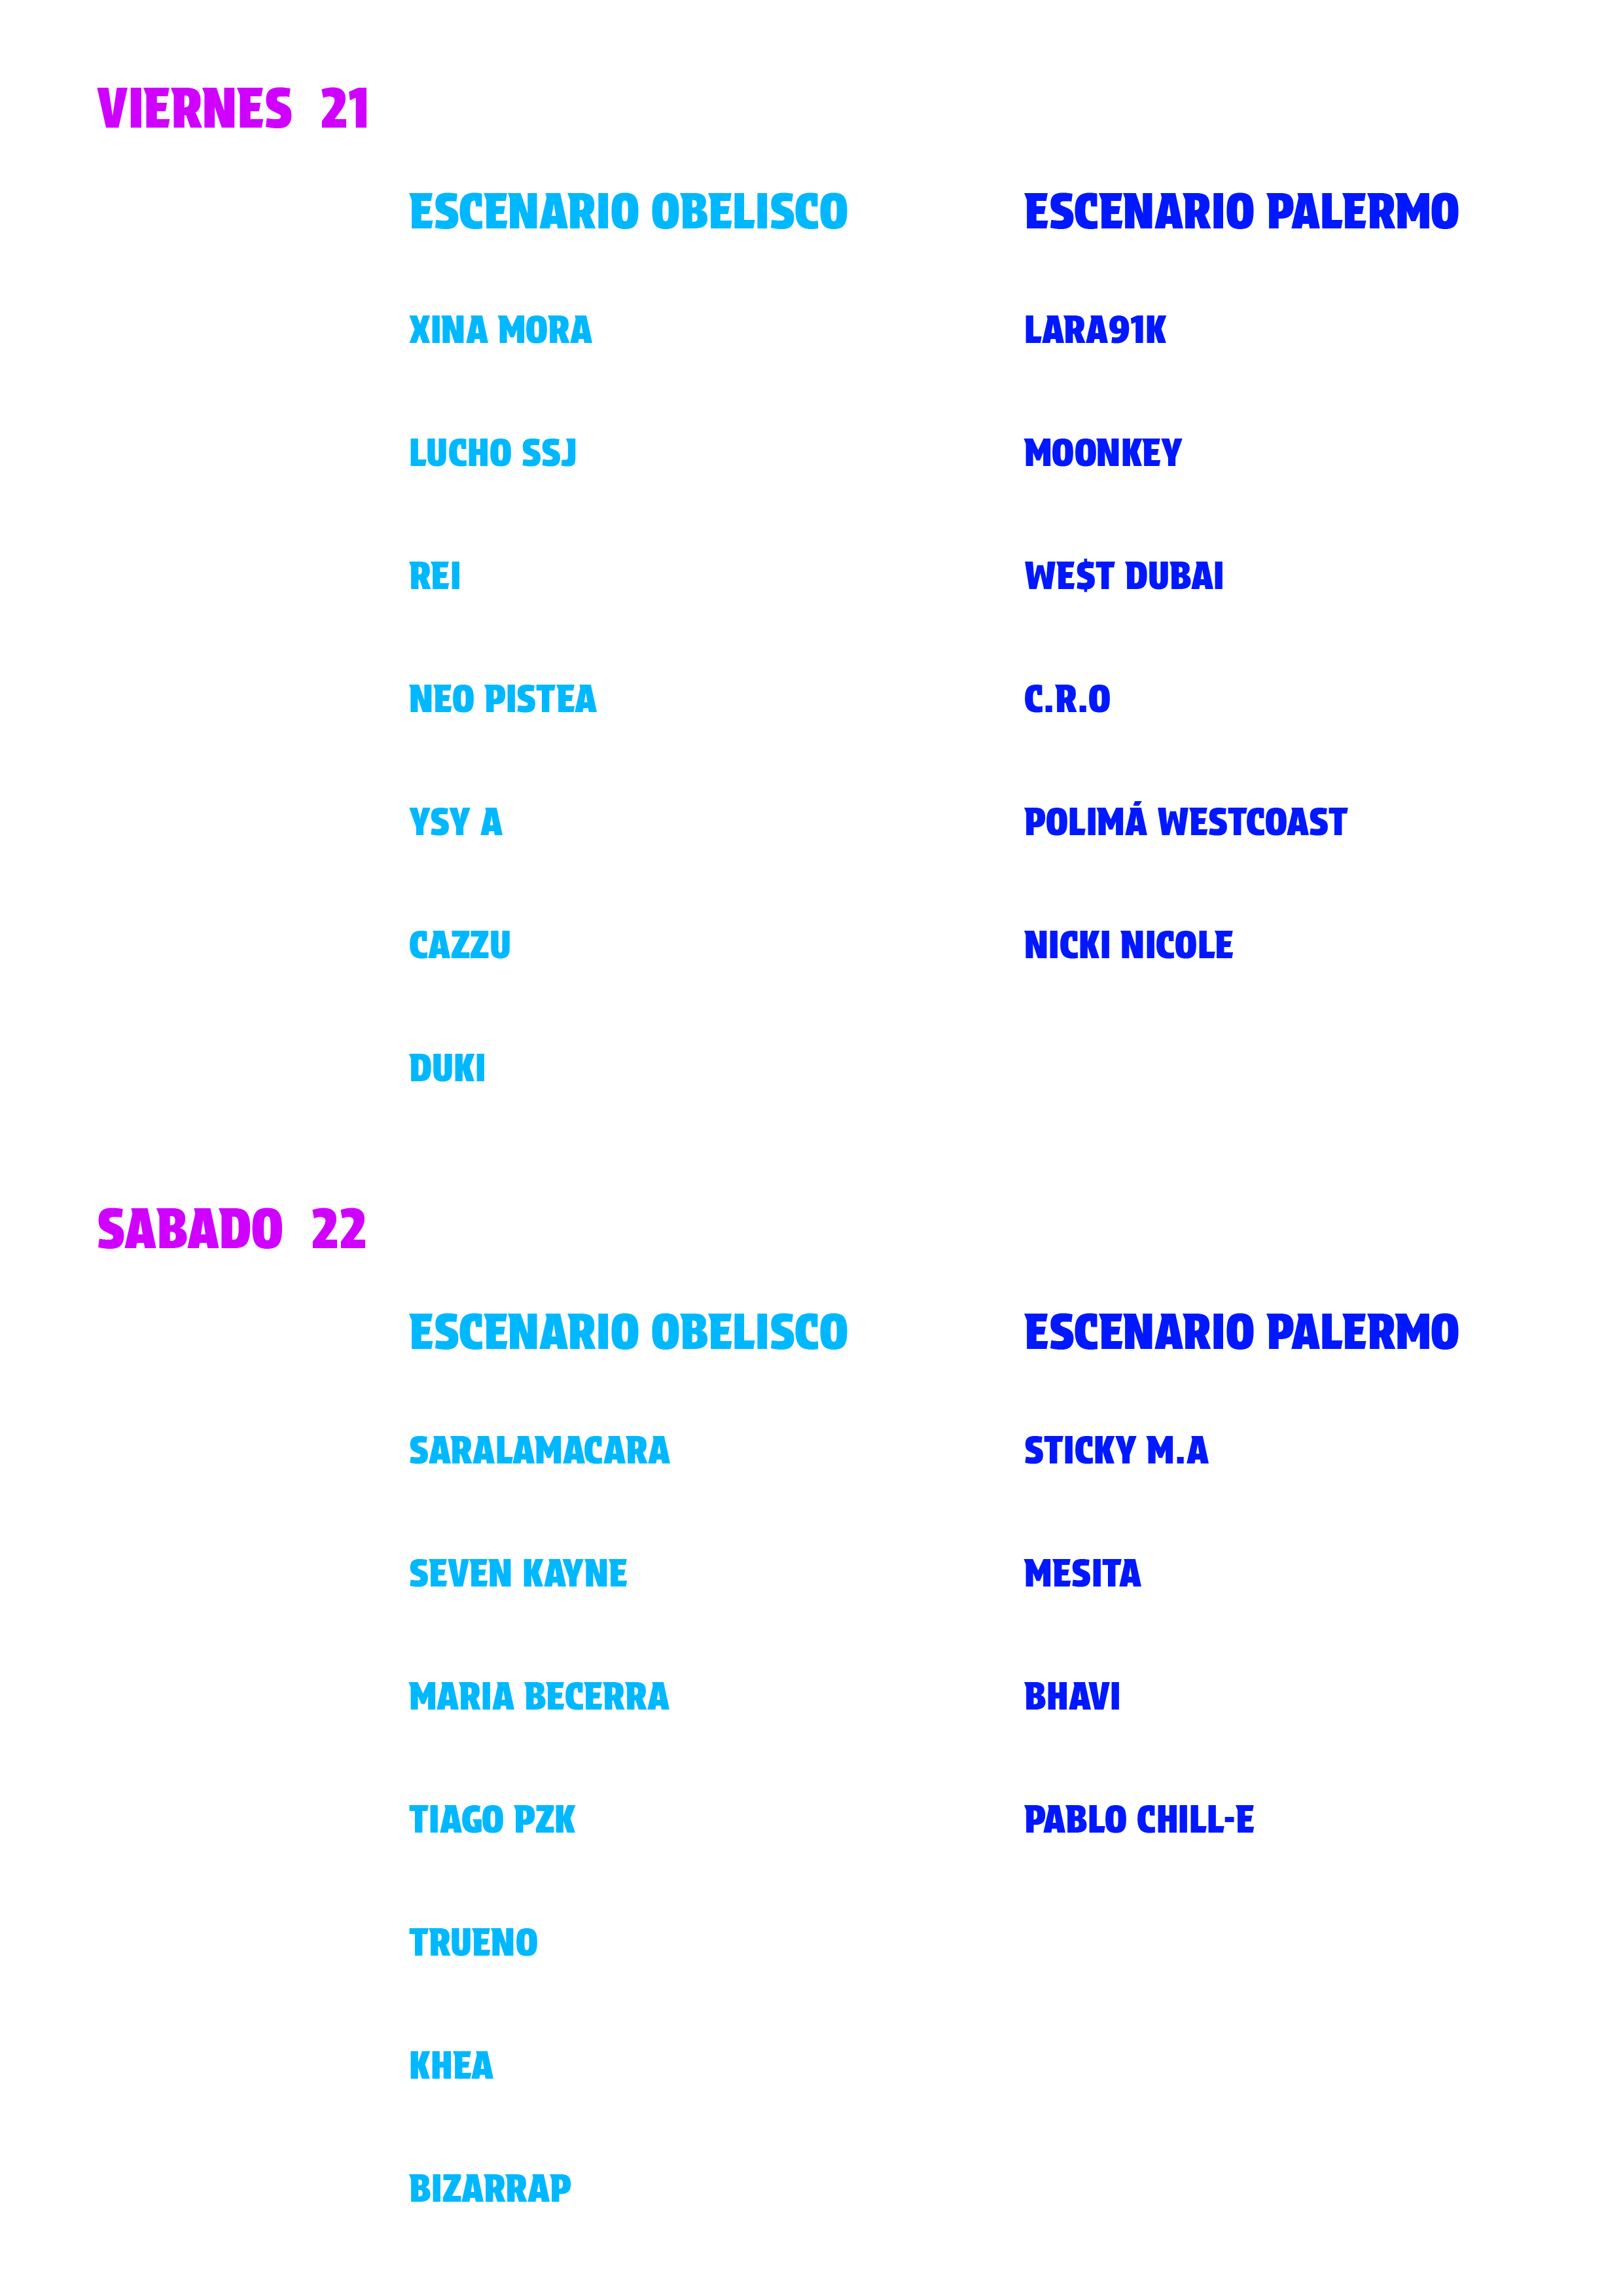 VIERNES 21
ESCENARIO OBELISCO
XINA MORA
LUCHO SSJ
REI
NEO PISTEA
YSY A
CAZZU
DUKI
ESCENARIO PALERMO
LARA91K
MOONKEY
WE$T DUBAI
C.R.O
POLIMÁ WESTCOAST
NICKI NICOLE
SABADO 22
ESCENARIO OBELISCO
SARALAMACARA
SEVEN KAYNE
MARIA BECERRA
TIAGO PZK
TRUENO
KHEA
BIZARRAP
ESCENARIO PALERMO
STICKY M.A
MESITA
BHAVI
PABLO CHILL-E